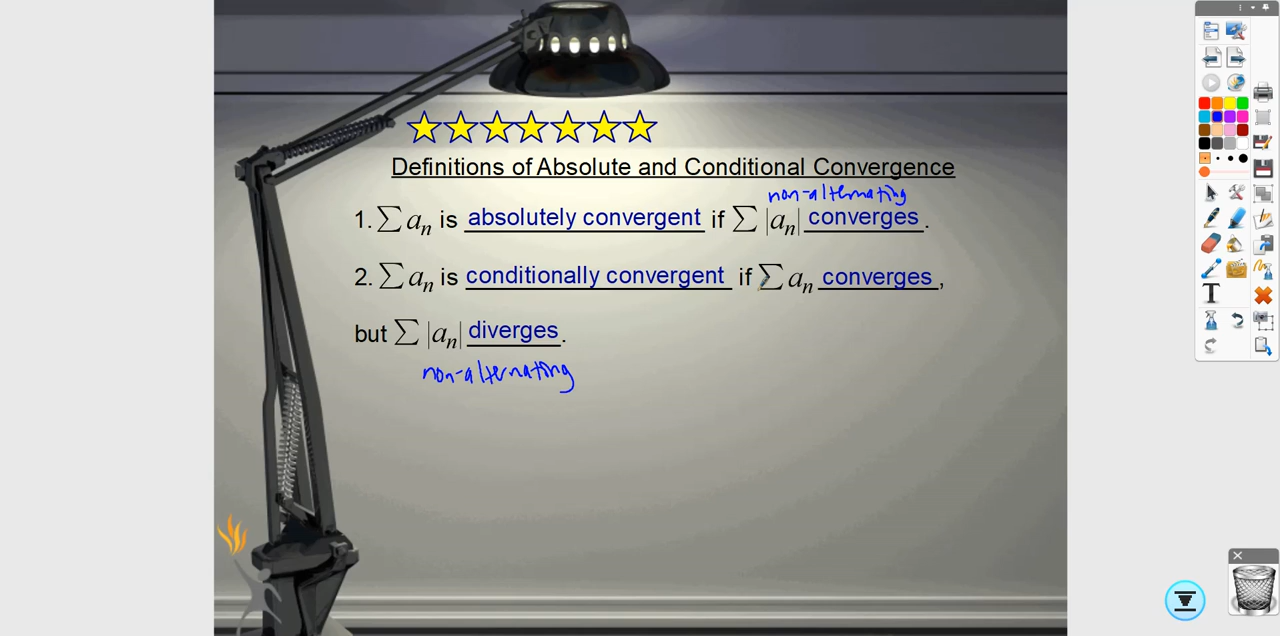 Definitions of Absolute and Conditional Convergence
non-alternating
1. ∑ aₙ is absolutely convergent if ∑ |aₙ| converges.
2. ∑ aₙ is conditionally convergent if ∑ aₙ converges,
but ∑ |aₙ| diverges.
non-alternating
T